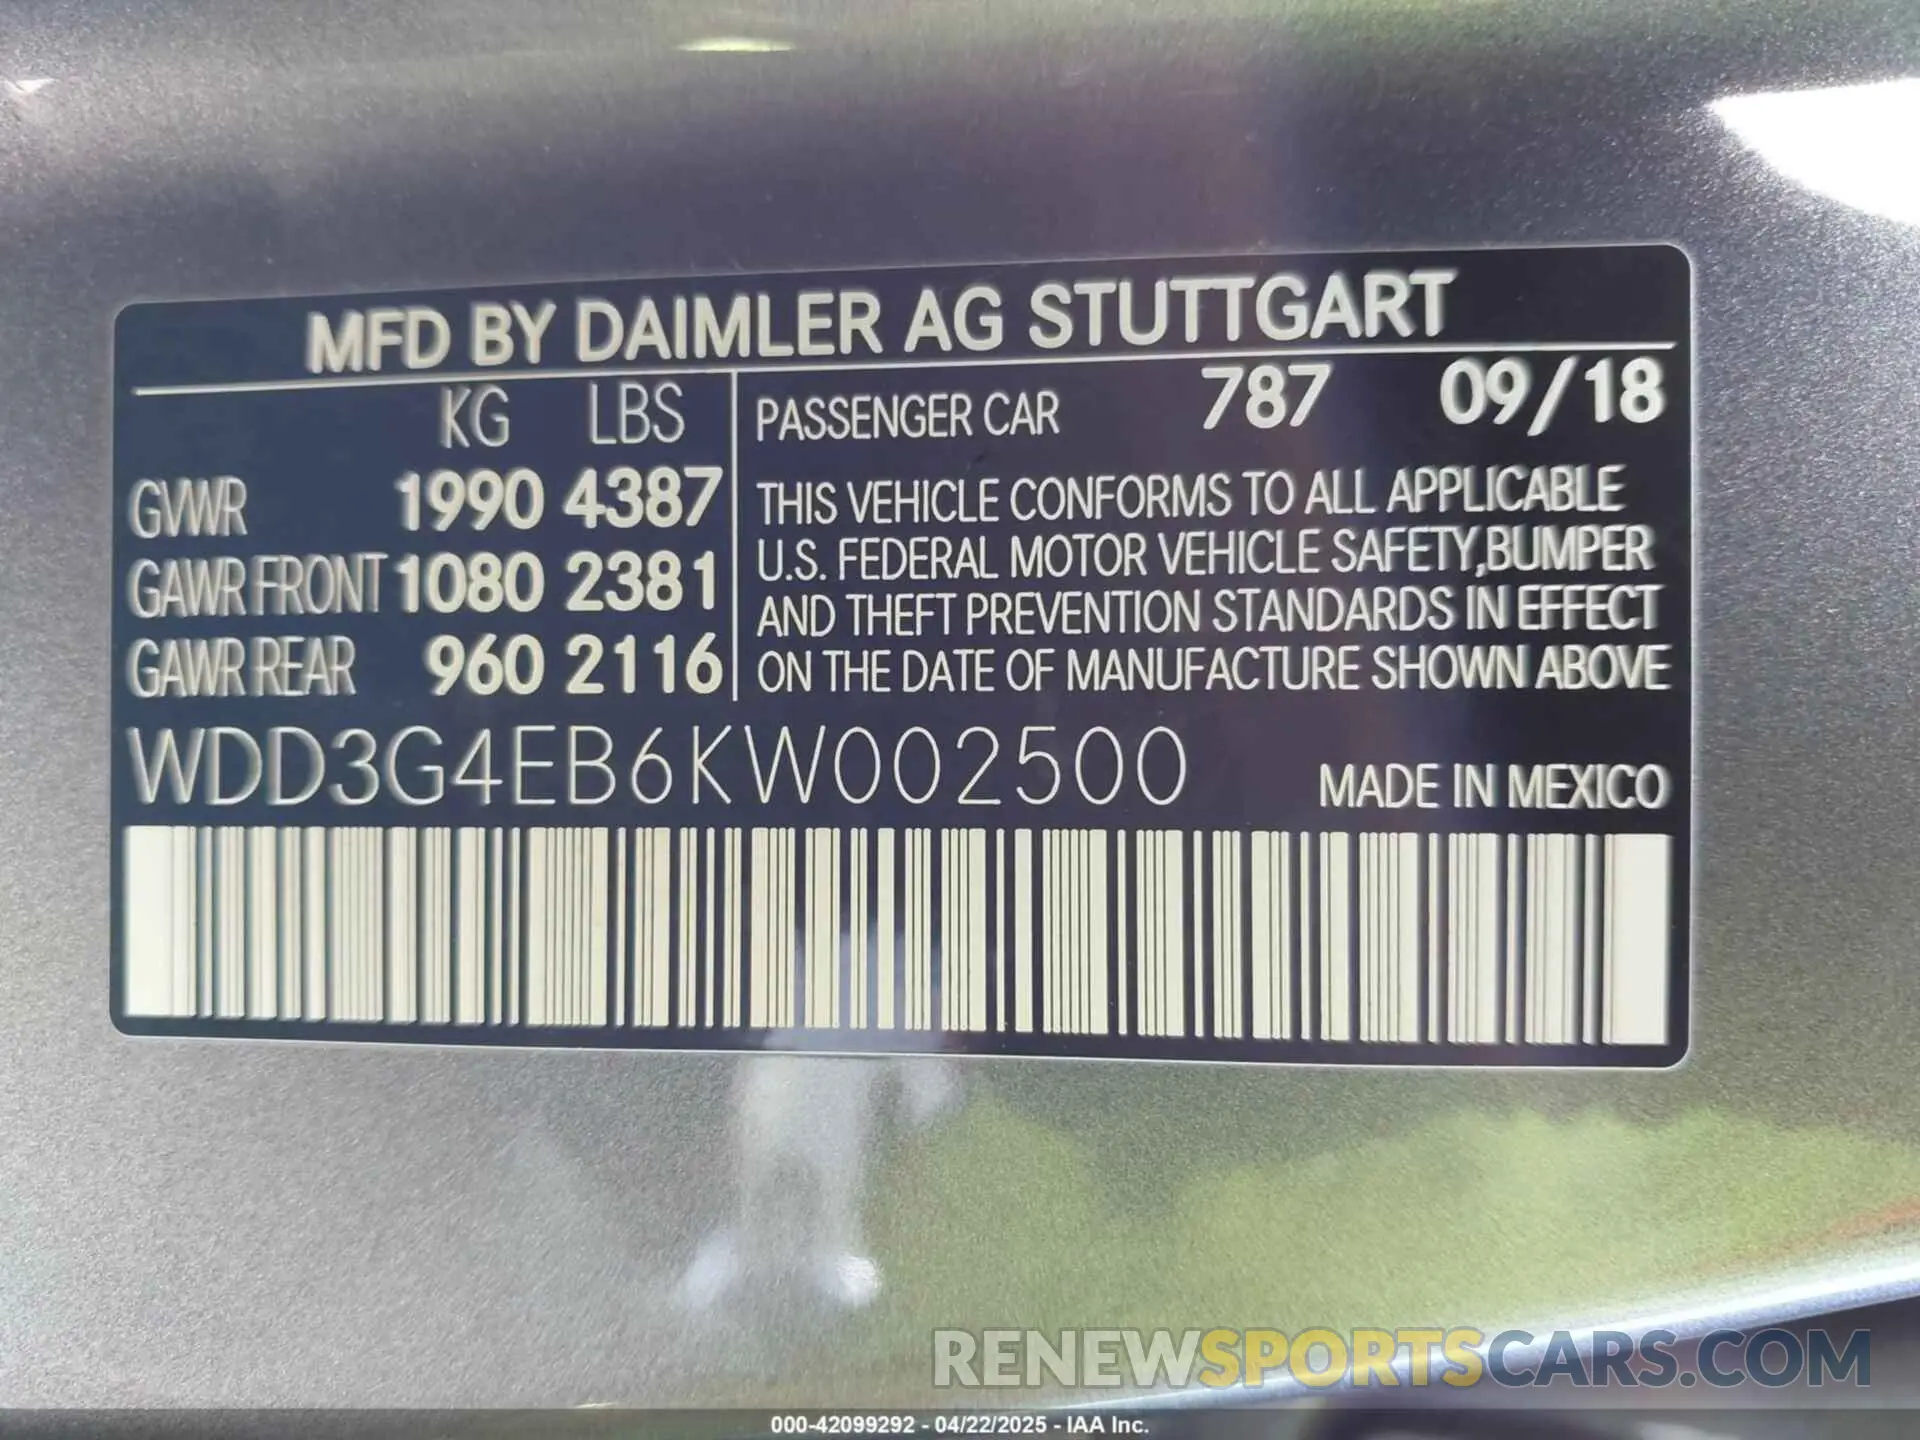 MFD BY DAIMLER AG STUTTGART
KG LBS
GVWR 1990 4387
GAWR FRONT 1080 2381
GAWR REAR 960 2116
PASSENGER CAR 787 09/18
THIS VEHICLE CONFORMS TO ALL APPLICABLE
U.S. FEDERAL MOTOR VEHICLE SAFETY,BUMPER
AND THEFT PREVENTION STANDARDS IN EFFECT
ON THE DATE OF MANUFACTURE SHOWN ABOVE
WDD3G4EB6KW002500
MADE IN MEXICO
RENEWSPORTSCARS.COM
000-42099292 - 04/22/2025 - IAA Inc.